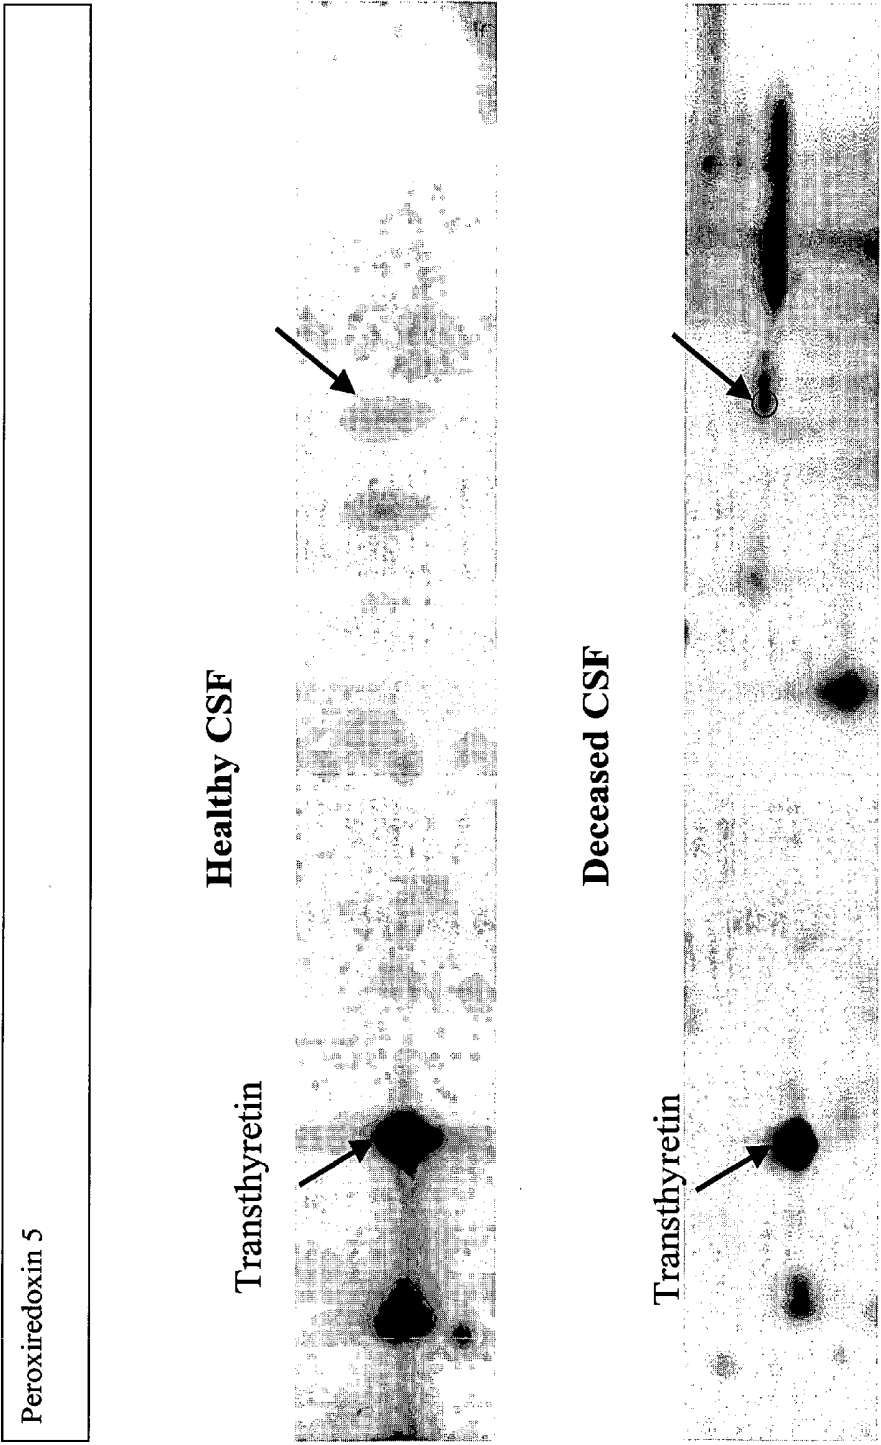 Peroxiredoxin 5
Healthy CSF
Transthyretin
Deceased CSF
Transthyretin